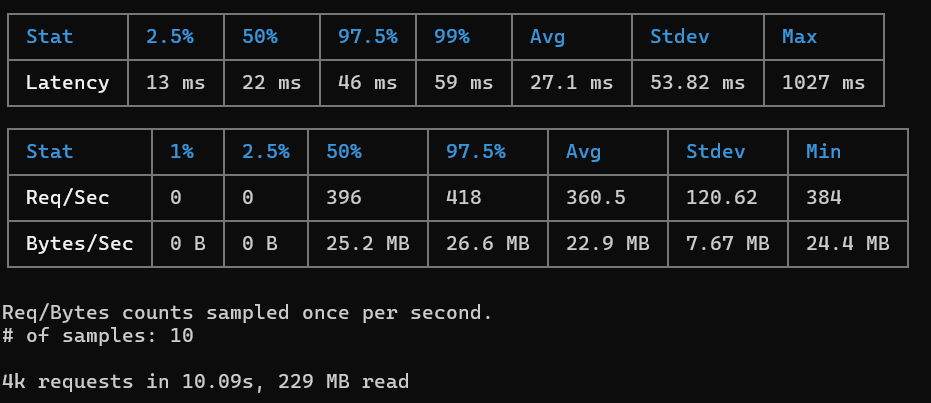 Stat 2.5% 50% 97.5% 99% Avg Stdev Max
Latency 13 ms 22 ms 46 ms 59 ms 27.1 ms 53.82 ms 1027 ms
Stat 1% 2.5% 50% 97.5% Avg Stdev Min
Req/Sec 0 0 396 418 360.5 120.62 384
Bytes/Sec 0 B 0 B 25.2 MB 26.6 MB 22.9 MB 7.67 MB 24.4 MB
Req/Bytes counts sampled once per second.
# of samples: 10
4k requests in 10.09s, 229 MB read